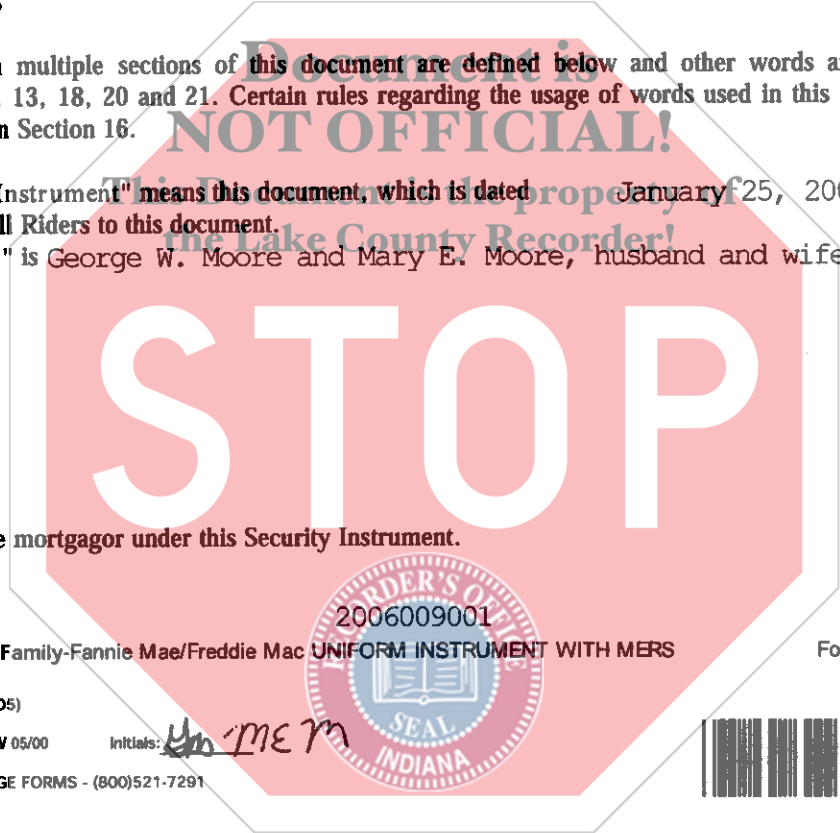 multiple sections of this document are defined below and other words
Document is
13, 18, 20 and 21. Certain rules regarding the usage of words used in this
Section 16.
NOT OFFICIAL!
Instrument" means this document, which is dated January 25,
This Document is the property of
Riders to this document.
the Lake County Recorder!
" is George W. Moore and Mary E. Moore, husband and wife
STOP
mortgagor under this Security Instrument.
RECORDER'S OFFICE
2006009001
Family-Fannie Mae/Freddie Mac UNIFORM INSTRUMENT WITH MERS
SEAL
INDIANA
05/00 Initials: MEM
FORMS - (800)521-7291